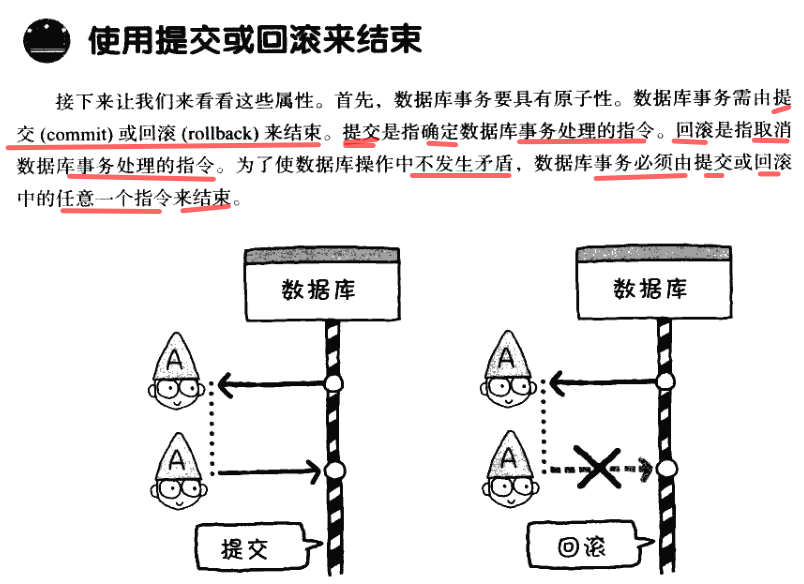 使用提交或回滚来结束
接下来让我们来看看这些属性。首先，数据库事务要具有原子性。数据库事务需由提
交 (commit) 或回滚 (rollback) 来结束。提交是指确定数据库事务处理的指令。回滚是指取消
数据库事务处理的指令。为了使数据库操作中不发生矛盾，数据库事务必须由提交或回滚
中的任意一个指令来结束。
数据库
数据库
A
A
A
A
提交
回滚